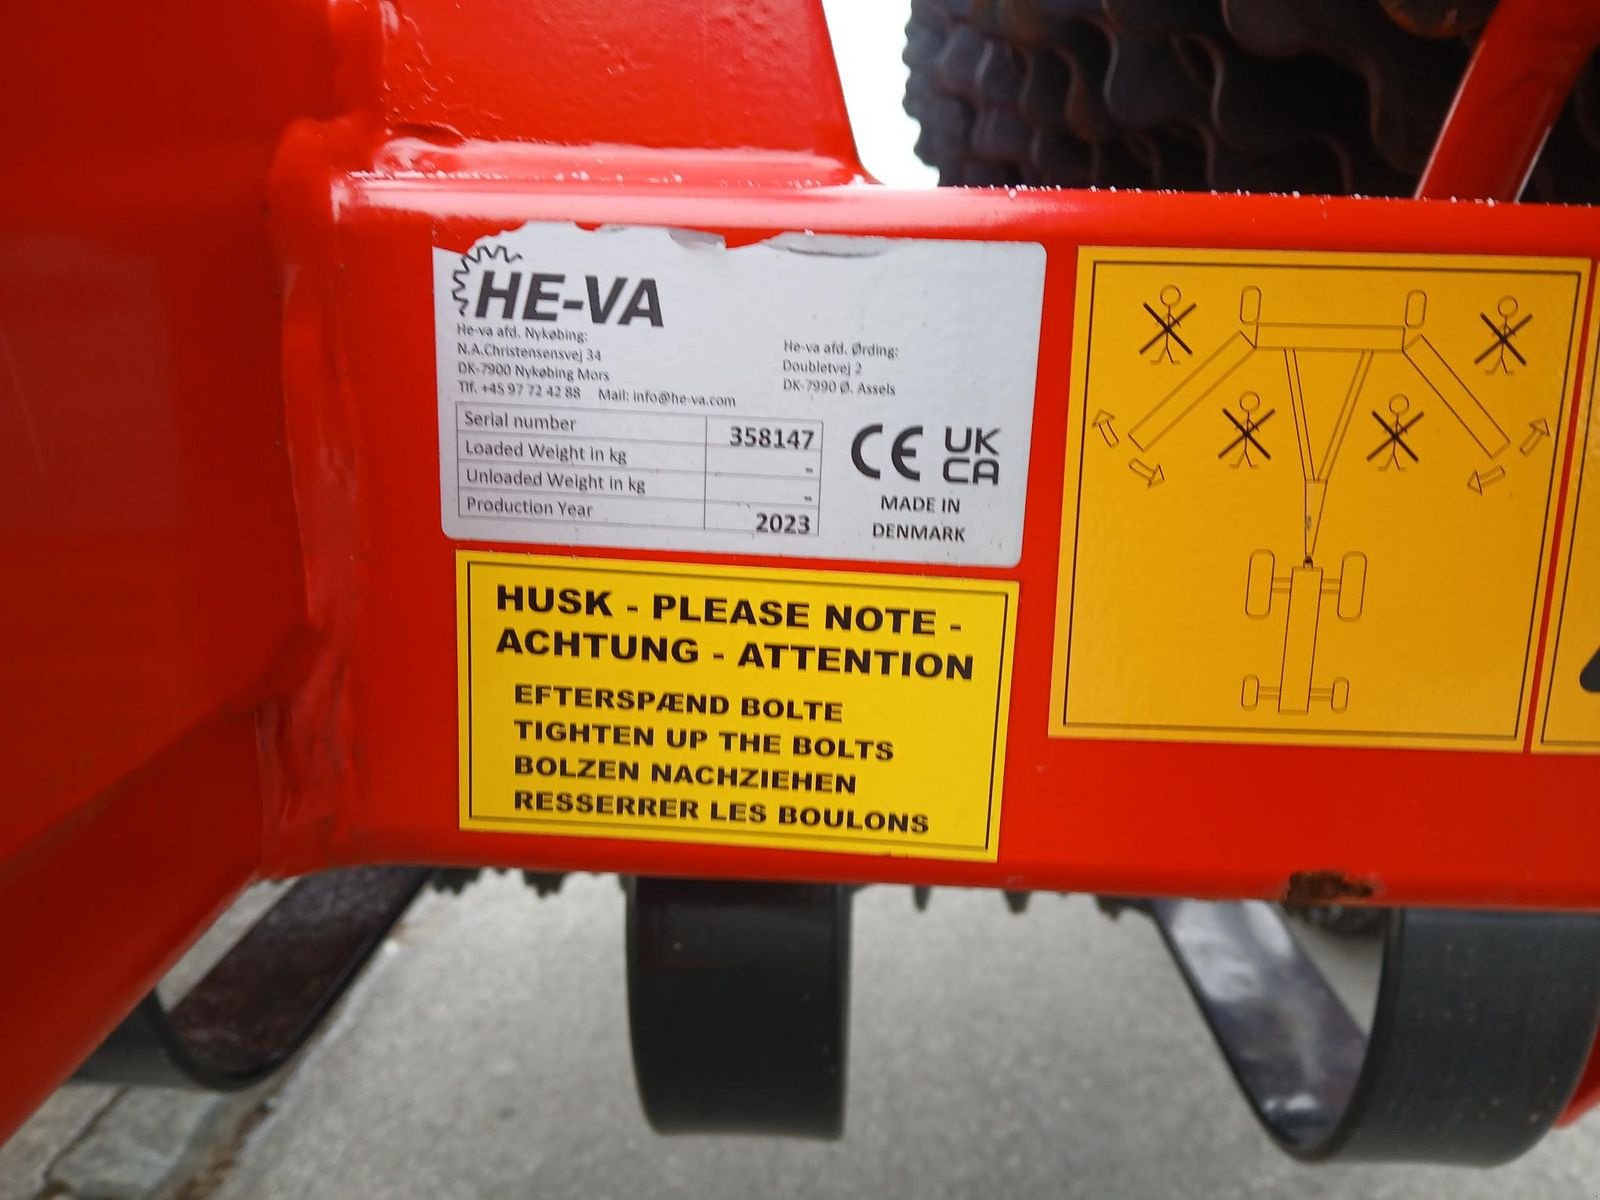 HE-VA
He-va afd. Nykøbing:
N.A.Christensensvej 34
DK-7900 Nykøbing Mors
Tlf. +45 97 72 42 88 Mail: info@he-va.com
He-va afd. Ørding:
Doubletvej 2
DK-7990 Ø. Assels
Serial number 358147
Loaded Weight in kg -
Unloaded Weight in kg -
Production Year 2023
CE UK
CA
MADE IN
DENMARK
HUSK - PLEASE NOTE -
ACHTUNG - ATTENTION
EFTERSPÆND BOLTE
TIGHTEN UP THE BOLTS
BOLZEN NACHZIEHEN
RESSERRER LES BOULONS